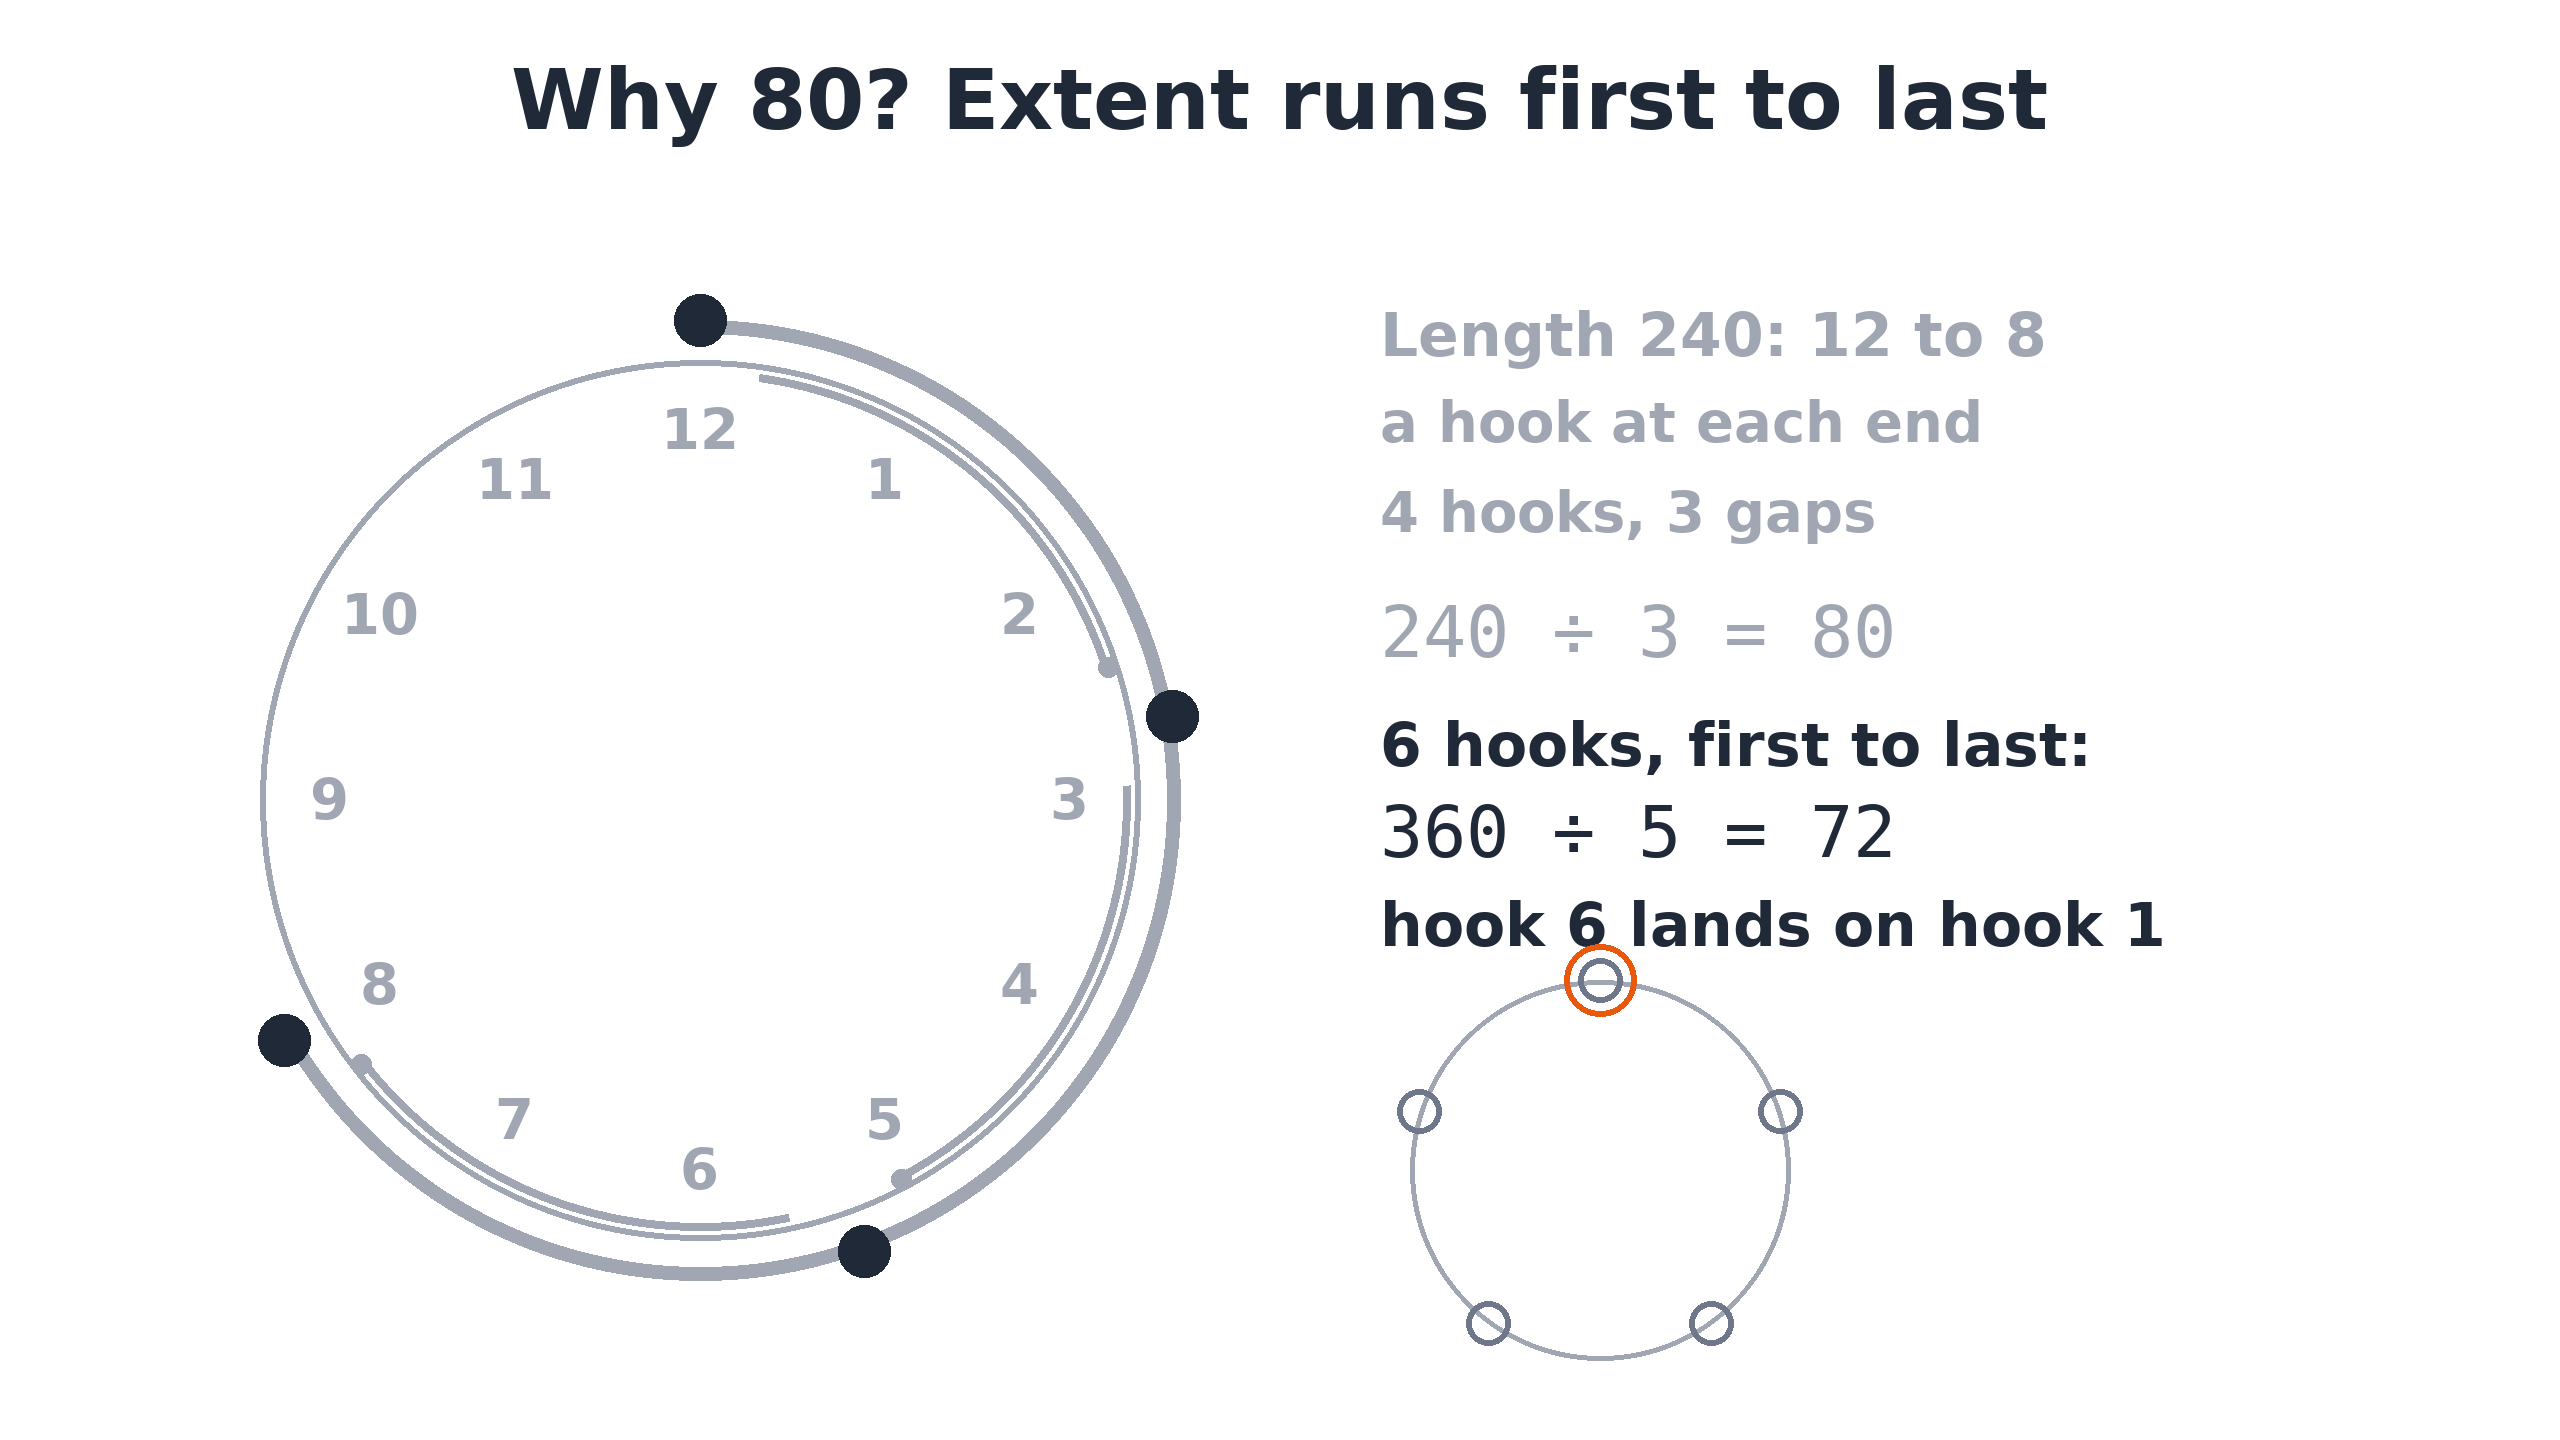 Why 80? Extent runs first to last
12
11
1
10
2
9
3
8
4
7
5
6
Length 240: 12 to 8
a hook at each end
4 hooks, 3 gaps
240 ÷ 3 = 80
6 hooks, first to last:
360 ÷ 5 = 72
hook 6 lands on hook 1